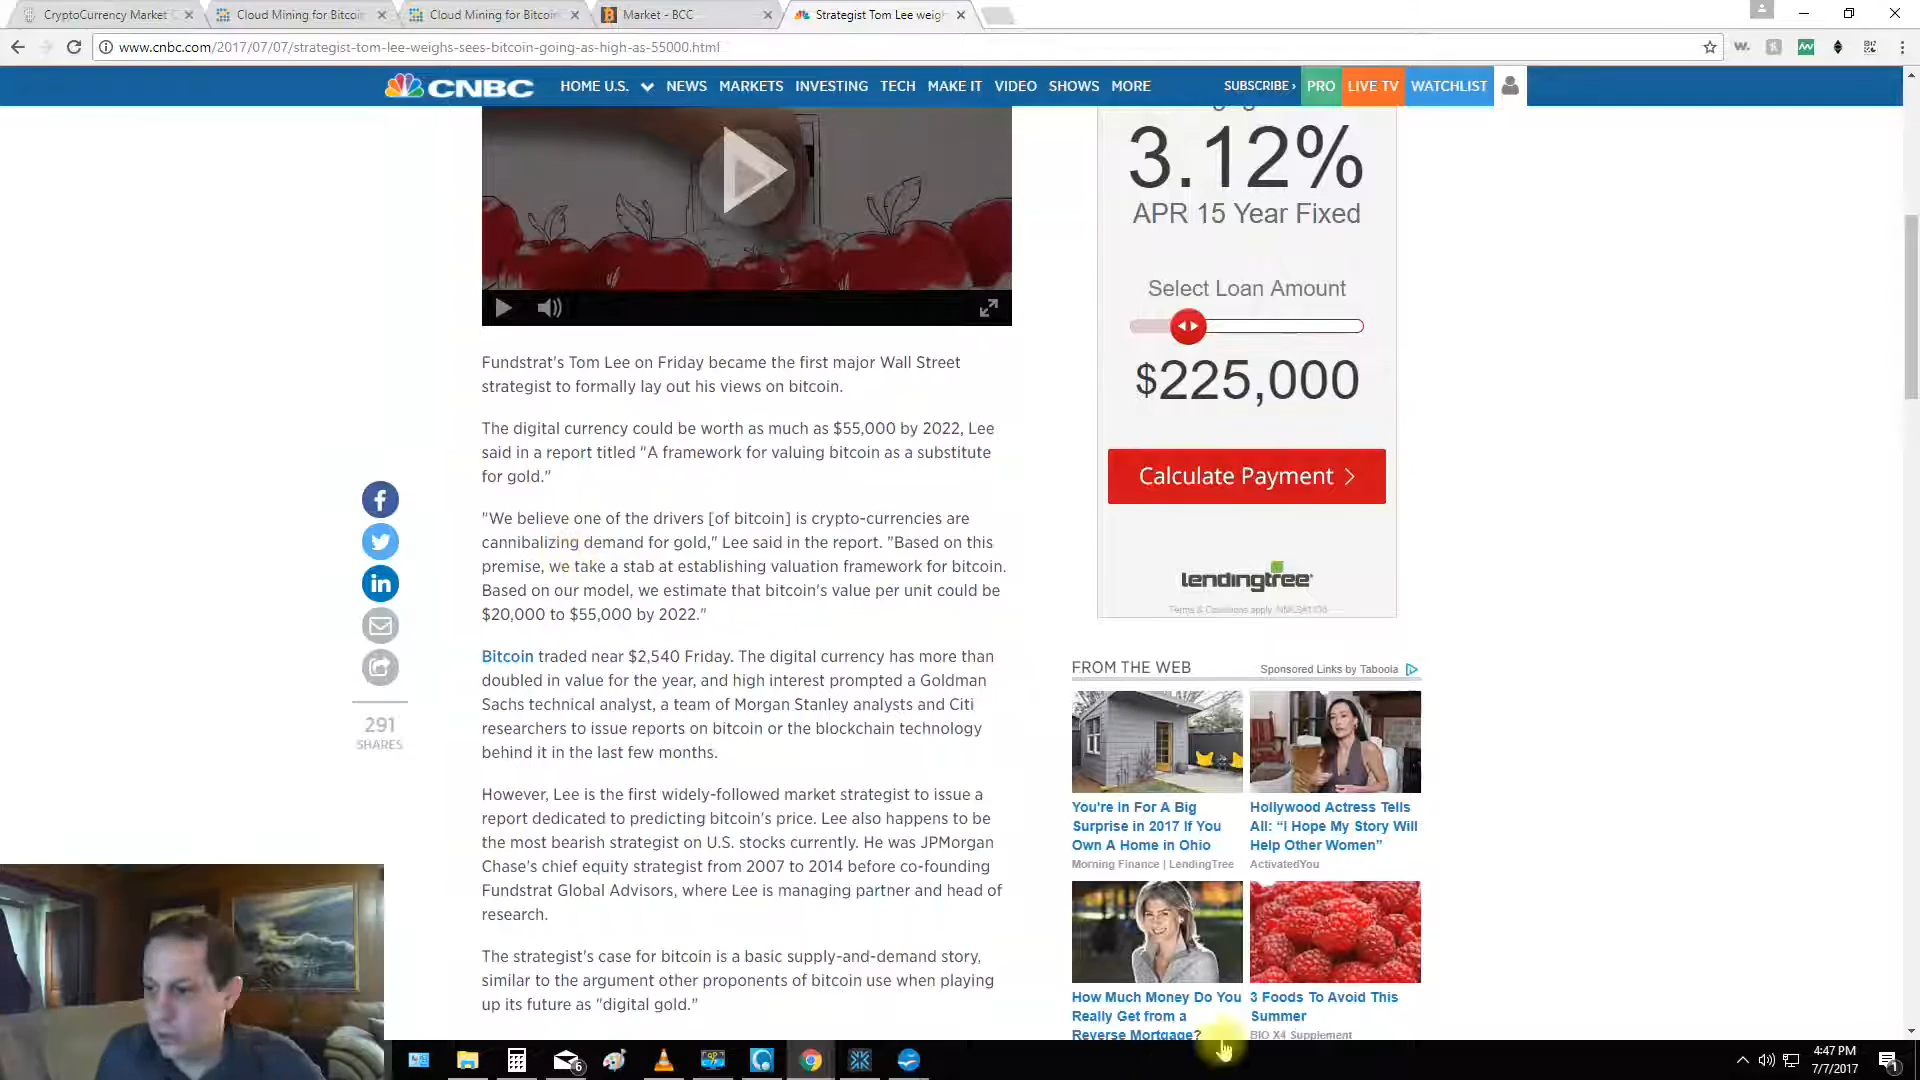 CryptoCurrency Market C
Cloud Mining for Bitcoin
Cloud Mining for Bitcoin
Market - BCC
Strategist Tom Lee weigh
www.cnbc.com/2017/07/07/strategist-tom-lee-weighs-sees-bitcoin-going-as-high-as-55000.html
CNBC
HOME U.S. NEWS MARKETS INVESTING TECH MAKE IT VIDEO SHOWS MORE
SUBSCRIBE› PRO LIVE TV WATCHLIST
3.12%
APR 15 Year Fixed
Select Loan Amount
$225,000
Calculate Payment
lendingtree
Fundstrat's Tom Lee on Friday became the first major Wall Street
strategist to formally lay out his views on bitcoin.
The digital currency could be worth as much as $55,000 by 2022, Lee
said in a report titled "A framework for valuing bitcoin as a substitute
for gold."
"We believe one of the drivers [of bitcoin] is crypto-currencies are
cannibalizing demand for gold," Lee said in the report. "Based on this
premise, we take a stab at establishing valuation framework for bitcoin.
Based on our model, we estimate that bitcoin's value per unit could be
$20,000 to $55,000 by 2022."
Bitcoin traded near $2,540 Friday. The digital currency has more than
doubled in value for the year, and high interest prompted a Goldman
Sachs technical analyst, a team of Morgan Stanley analysts and Citi
researchers to issue reports on bitcoin or the blockchain technology
behind it in the last few months.
However, Lee is the first widely-followed market strategist to issue a
report dedicated to predicting bitcoin's price. Lee also happens to be
the most bearish strategist on U.S. stocks currently. He was JPMorgan
Chase's chief equity strategist from 2007 to 2014 before co-founding
Fundstrat Global Advisors, where Lee is managing partner and head of
research.
The strategist's case for bitcoin is a basic supply-and-demand story,
similar to the argument other proponents of bitcoin use when playing
up its future as "digital gold."
291
SHARES
FROM THE WEB
Sponsored Links by Taboola
You're in For A Big
Surprise in 2017 If You
Own A Home in Ohio
Morning Finance | LendingTree
Hollywood Actress Tells
All: “I Hope My Story Will
Help Other Women”
ActivatedYou
How Much Money Do You
Really Get from a
Reverse Mortgage?
3 Foods To Avoid This
Summer
BIO X4 Supplement
6
4:47 PM
7/7/2017
1